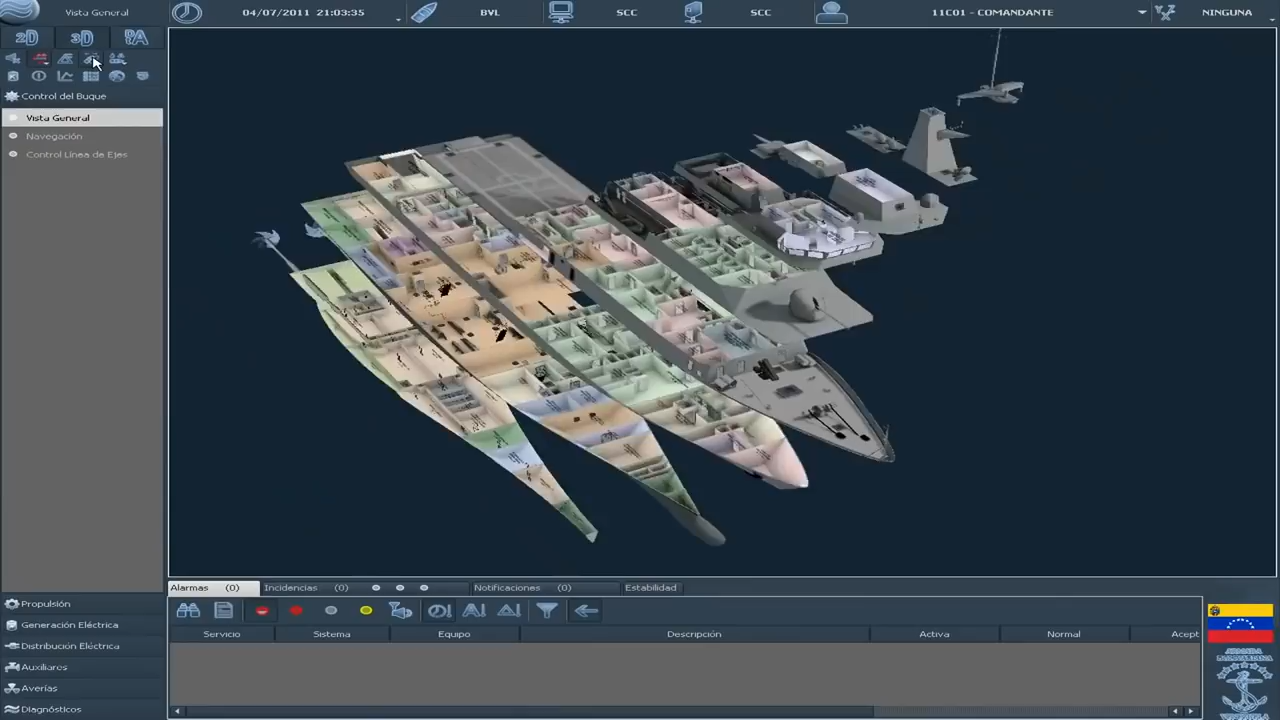 Vista General
04/07/2011 21:03:35
BVL
SCC
SCC
11C01 - COMANDANTE
NINGUNA
2D
3D
Control del Buque
Vista General
Navegación
Control Línea de Ejes
Propulsión
Generación Eléctrica
Distribución Eléctrica
Auxiliares
Averías
Diagnósticos
Alarmas (0)
Incidencias (0)
Notificaciones (0)
Estabilidad
Servicio
Sistema
Equipo
Descripción
Activa
Normal
Acept